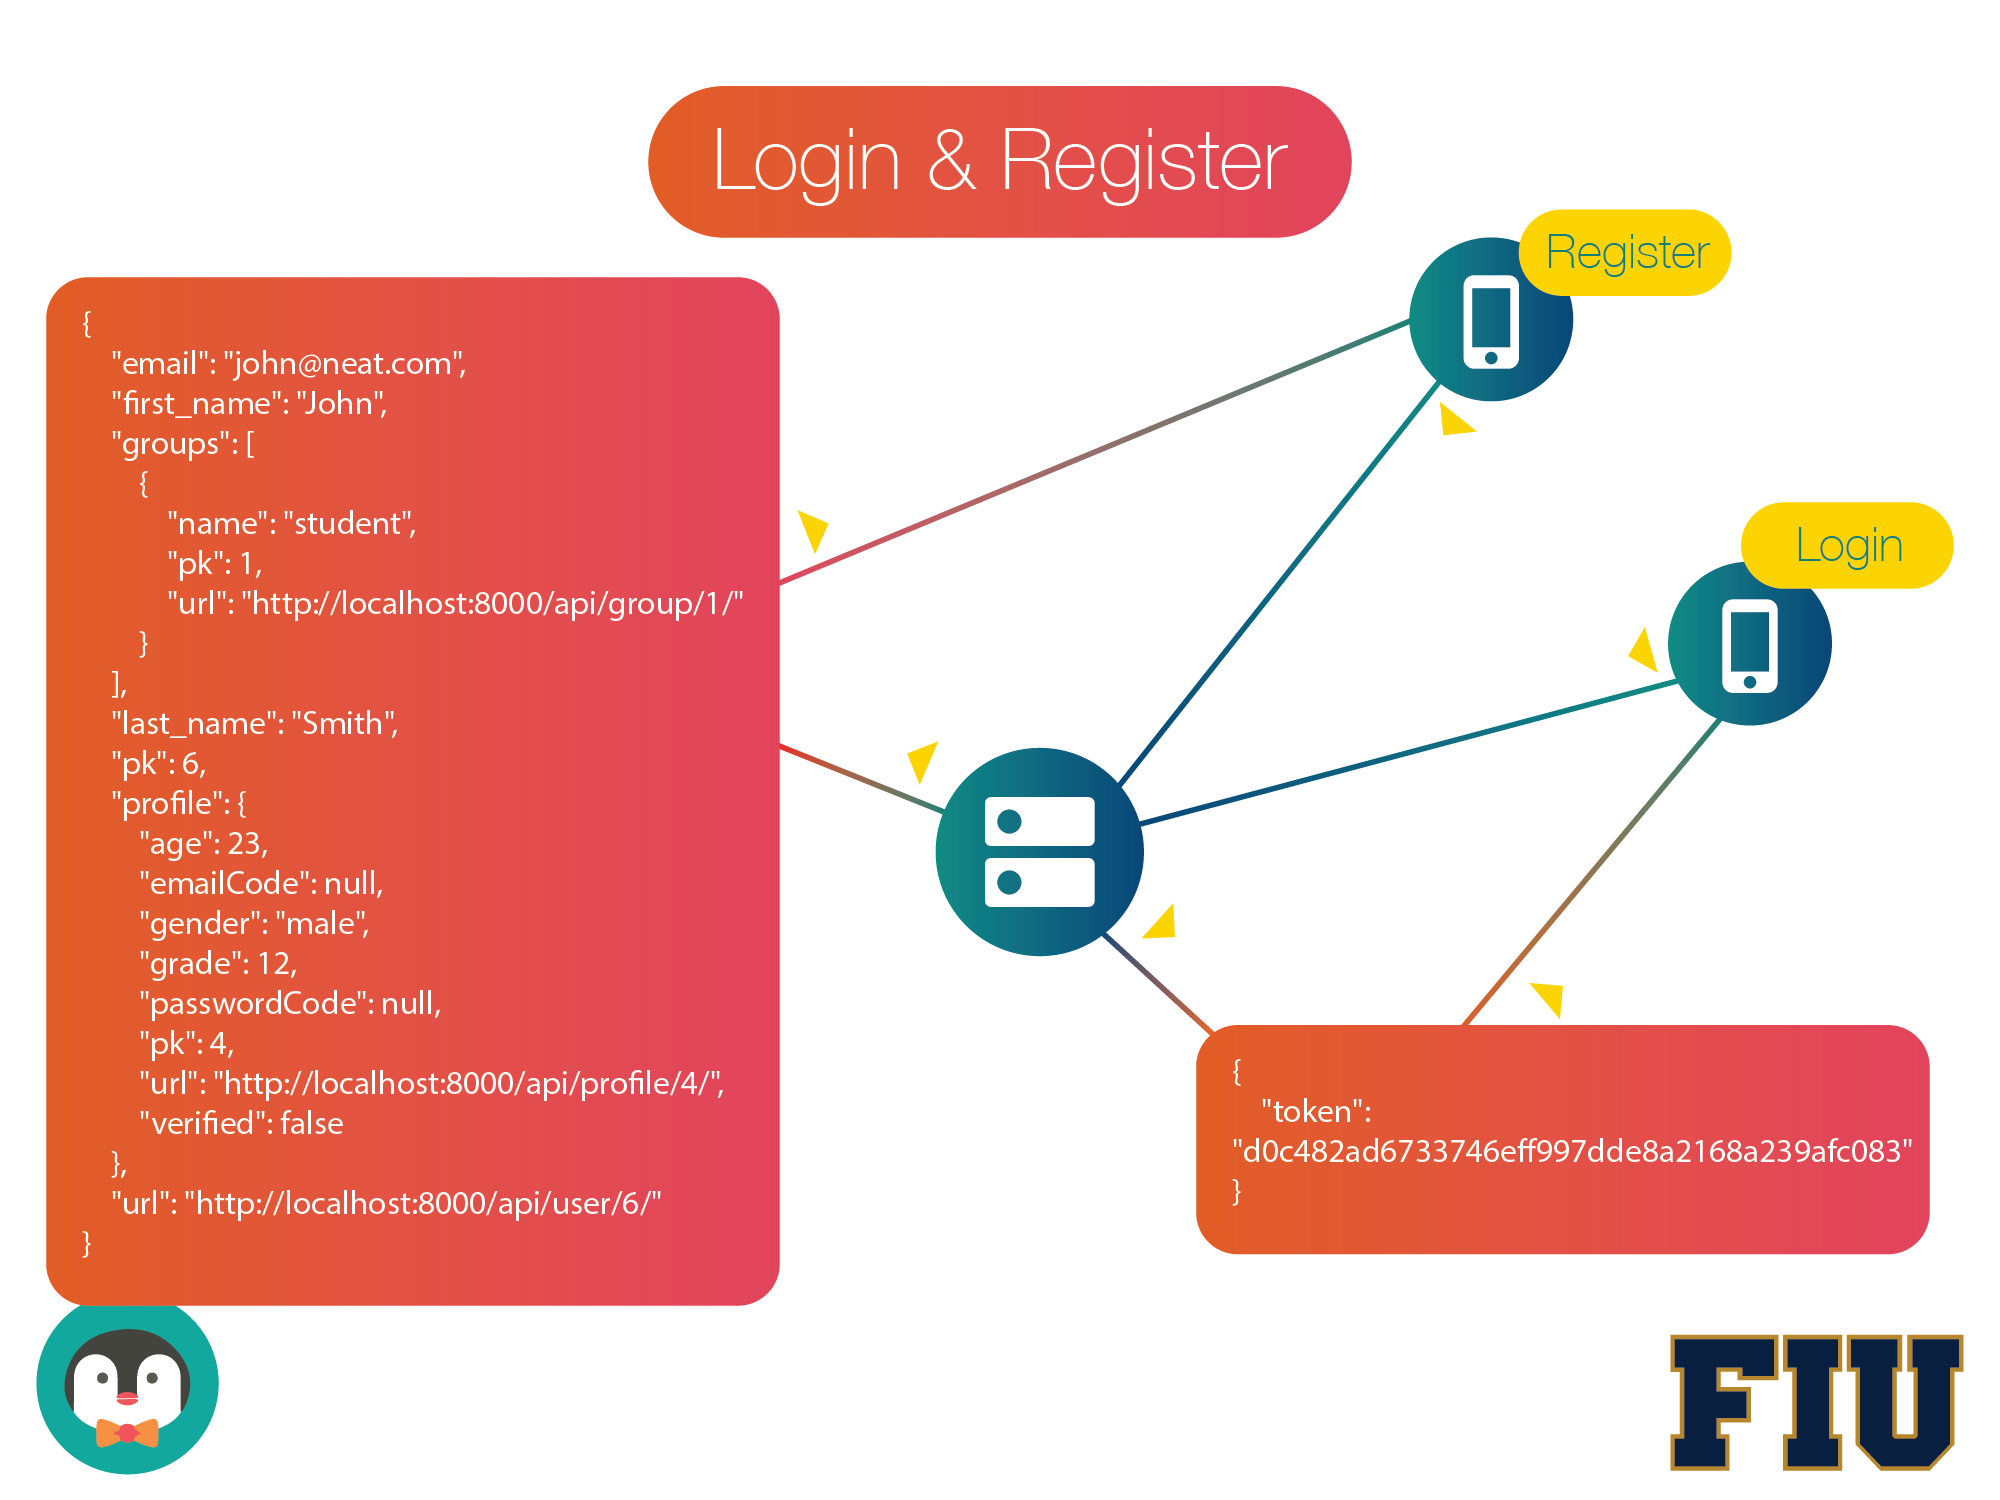 Login & Register
Register
Login
{
"email": "john@neat.com",
"first_name": "John",
"groups": [
{
"name": "student",
"pk": 1,
"url": "http://localhost:8000/api/group/1/"
}
],
"last_name": "Smith",
"pk": 6,
"profile": {
"age": 23,
"emailCode": null,
"gender": "male",
"grade": 12,
"passwordCode": null,
"pk": 4,
"url": "http://localhost:8000/api/profile/4/",
"verified": false
},
"url": "http://localhost:8000/api/user/6/"
}
{
"token":
"d0c482ad6733746eff997dde8a2168a239afc083"
}
FIU